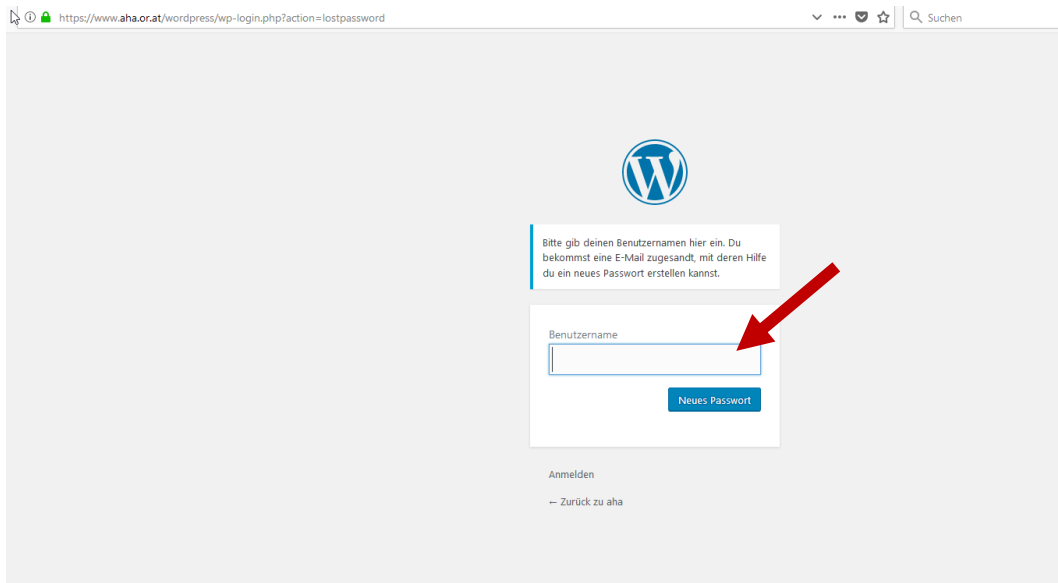 https://www.aha.or.at/wordpress/wp-login.php?action=lostpassword
Suchen
Bitte gib deinen Benutzernamen hier ein. Du
bekommst eine E-Mail zugesandt, mit deren Hilfe
du ein neues Passwort erstellen kannst.
Benutzername
Neues Passwort
Anmelden
← Zurück zu aha